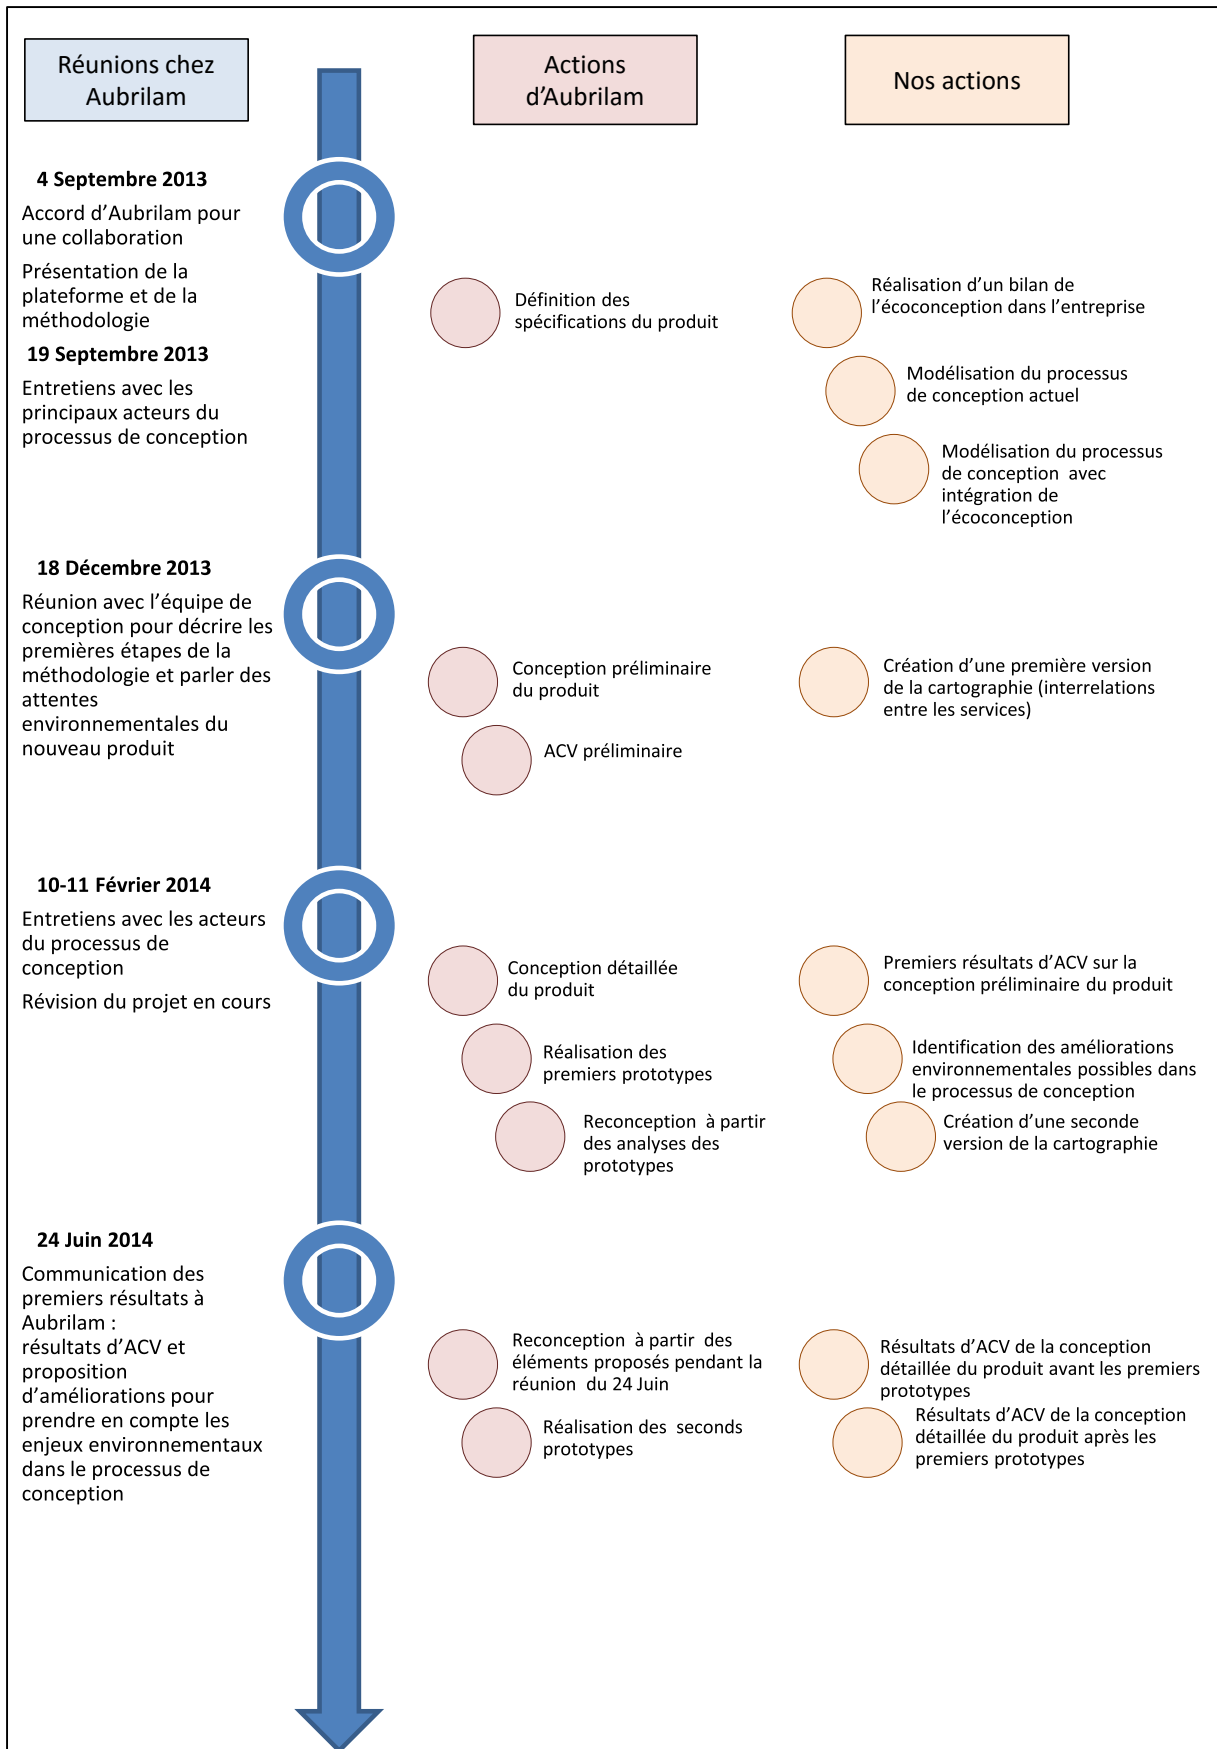 Réunions chez
Aubrilam
Actions
d'Aubrilam
Nos actions
4 Septembre 2013
Accord d'Aubrilam pour
une collaboration
Présentation de la
plateforme et de la
méthodologie
19 Septembre 2013
Entretiens avec les
principaux acteurs du
processus de conception
Définition des
spécifications du produit
Réalisation d'un bilan de
l'écoconception dans l'entreprise
Modélisation du processus
de conception actuel
Modélisation du processus
de conception avec
intégration de
l'écoconception
18 Décembre 2013
Réunion avec l'équipe de
conception pour décrire les
premières étapes de la
méthodologie et parler des
attentes
environnementales du
nouveau produit
Conception préliminaire
du produit
ACV préliminaire
Création d'une première version
de la cartographie (interrelations
entre les services)
10-11 Février 2014
Entretiens avec les acteurs
du processus de
conception
Révision du projet en cours
Conception détaillée
du produit
Réalisation des
premiers prototypes
Reconception à partir
des analyses des
prototypes
Premiers résultats d'ACV sur la
conception préliminaire du produit
Identification des améliorations
environnementales possibles dans
le processus de conception
Création d'une seconde
version de la cartographie
24 Juin 2014
Communication des
premiers résultats à
Aubrilam :
résultats d'ACV et
proposition
d'améliorations pour
prendre en compte les
enjeux environnementaux
dans le processus de
conception
Reconception à partir des
éléments proposés pendant la
réunion du 24 Juin
Réalisation des seconds
prototypes
Résultats d'ACV de la conception
détaillée du produit avant les premiers
prototypes
Résultats d'ACV de la conception
détaillée du produit après les
premiers prototypes